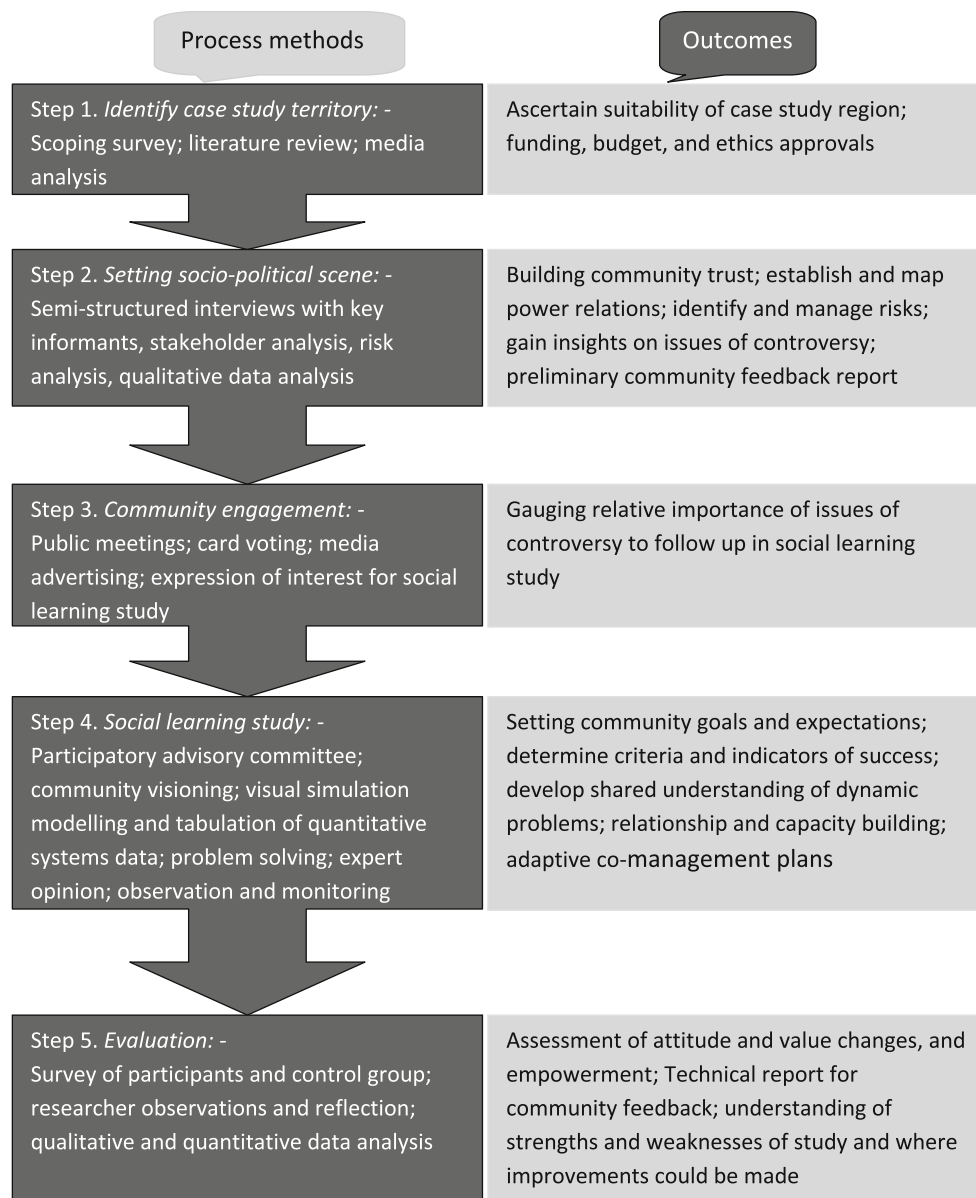 Process methods
Outcomes
Step 1. Identify case study territory: -
Scoping survey; literature review; media
analysis
Ascertain suitability of case study region;
funding, budget, and ethics approvals
Step 2. Setting socio-political scene: -
Semi-structured interviews with key
informants, stakeholder analysis, risk
analysis, qualitative data analysis
Building community trust; establish and map
power relations; identify and manage risks;
gain insights on issues of controversy;
preliminary community feedback report
Step 3. Community engagement: -
Public meetings; card voting; media
advertising; expression of interest for social
learning study
Gauging relative importance of issues of
controversy to follow up in social learning
study
Step 4. Social learning study: -
Participatory advisory committee;
community visioning; visual simulation
modelling and tabulation of quantitative
systems data; problem solving; expert
opinion; observation and monitoring
Setting community goals and expectations;
determine criteria and indicators of success;
develop shared understanding of dynamic
problems; relationship and capacity building;
adaptive co-management plans
Step 5. Evaluation: -
Survey of participants and control group;
researcher observations and reflection;
qualitative and quantitative data analysis
Assessment of attitude and value changes, and
empowerment; Technical report for
community feedback; understanding of
strengths and weaknesses of study and where
improvements could be made